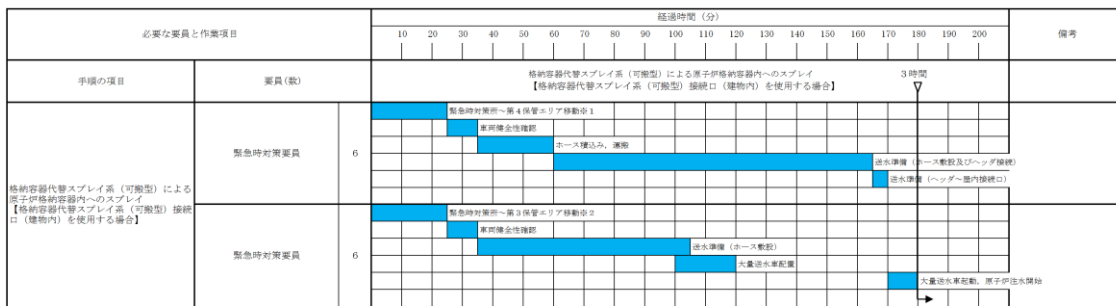 必要な要員と作業項目
経過時間（分）
10 20 30 40 50 60 70 80 90 100 110 120 130 140 150 160 170 180 190 200
備考
手順の項目
要員(数)
格納容器代替スプレイ系（可搬型）による原子炉格納容器内へのスプレイ
【格納容器代替スプレイ系（可搬型）接続口（建物内）を使用する場合】
3時間
格納容器代替スプレイ系（可搬型）による
原子炉格納容器内へのスプレイ
【格納容器代替スプレイ系（可搬型）接続
口（建物内）を使用する場合】
緊急時対策要員
6
緊急時対策所～第4保管エリア移動※1
車両健全性確認
ホース積込み，運搬
送水準備（ホース敷設及びヘッダ接続）
送水準備（ヘッダ～屋内接続口）
緊急時対策要員
6
緊急時対策所～第3保管エリア移動※2
車両健全性確認
送水準備（ホース敷設）
大量送水車配置
大量送水車起動，原子炉注水開始